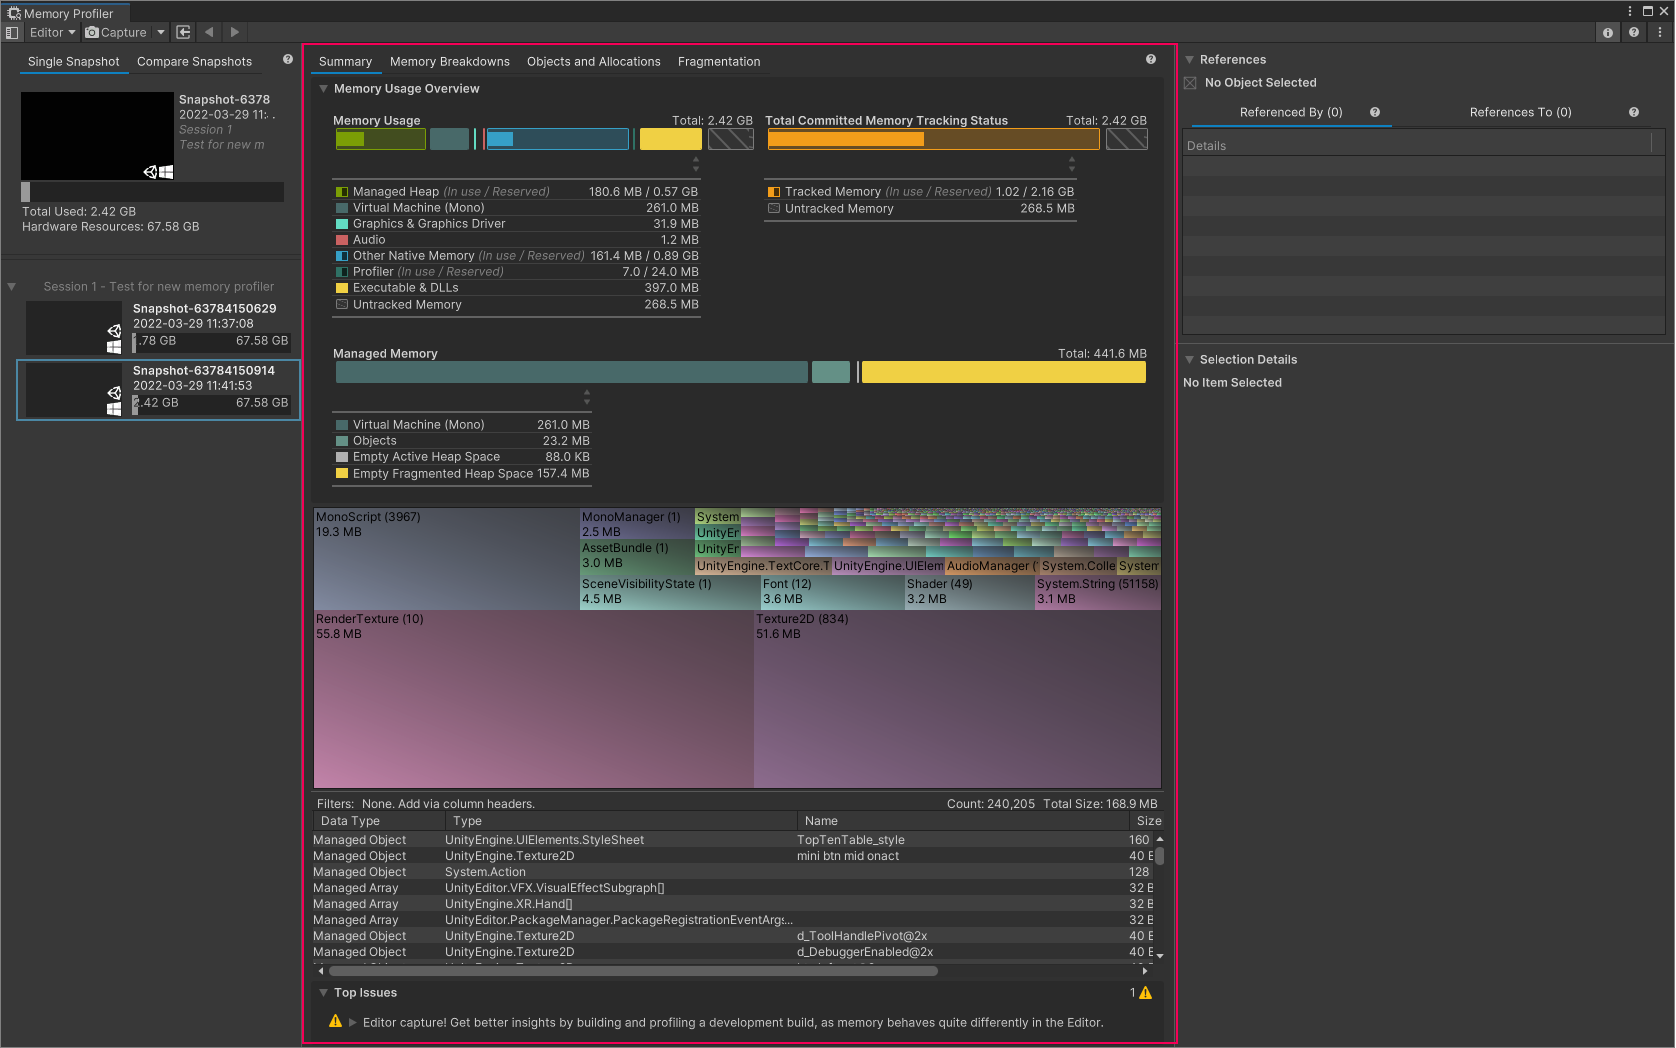 Memory Profiler
Editor
Capture
Single Snapshot
Compare Snapshots
Snapshot-6378
2022-03-29 11:. .
Session 1
Test for new m
Total Used: 2.42 GB
Hardware Resources: 67.58 GB
Session 1 - Test for new memory profiler
Snapshot-63784150629
2022-03-29 11:37:08
.78 GB 67.58 GB
Snapshot-63784150914
2022-03-29 11:41:53
.42 GB 67.58 GB
Summary
Memory Breakdowns
Objects and Allocations
Fragmentation
Memory Usage Overview
Memory Usage Total: 2.42 GB
Managed Heap (In use / Reserved) 180.6 MB / 0.57 GB
Virtual Machine (Mono) 261.0 MB
Graphics & Graphics Driver 31.9 MB
Audio 1.2 MB
Other Native Memory (In use / Reserved) 161.4 MB / 0.89 GB
Profiler (In use / Reserved) 7.0 / 24.0 MB
Executable & DLLs 397.0 MB
Untracked Memory 268.5 MB
Total Committed Memory Tracking Status Total: 2.42 GB
Tracked Memory (In use / Reserved) 1.02 / 2.16 GB
Untracked Memory 268.5 MB
Managed Memory Total: 441.6 MB
Virtual Machine (Mono) 261.0 MB
Objects 23.2 MB
Empty Active Heap Space 88.0 KB
Empty Fragmented Heap Space 157.4 MB
MonoScript (3967)
19.3 MB
MonoManager (1)
2.5 MB
AssetBundle (1)
3.0 MB
System
UnityEr
UnityEr
UnityEngine.TextCore.T
UnityEngine.UIElem
AudioManager (
System.Colle
System
SceneVisibilityState (1)
4.5 MB
Font (12)
3.6 MB
Shader (49)
3.2 MB
System.String (51158)
3.1 MB
RenderTexture (10)
55.8 MB
Texture2D (834)
51.6 MB
Filters: None. Add via column headers. Count: 240,205 Total Size: 168.9 MB
Data Type Type Name Size
Managed Object UnityEngine.UIElements.StyleSheet TopTenTable_style 160
Managed Object UnityEngine.Texture2D mini btn mid onact 40 B
Managed Object System.Action 128
Managed Array UnityEditor.VFX.VisualEffectSubgraph[] 32 B
Managed Array UnityEngine.XR.Hand[] 32 B
Managed Array UnityEditor.PackageManager.PackageRegistrationEventArgs... 32 B
Managed Object UnityEngine.Texture2D d_ToolHandlePivot@2x 40 B
Managed Object UnityEngine.Texture2D d_DebuggerEnabled@2x 40 B
Top Issues 1
Editor capture! Get better insights by building and profiling a development build, as memory behaves quite differently in the Editor.
References
No Object Selected
Referenced By (0)
References To (0)
Details
Selection Details
No Item Selected